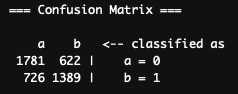 === Confusion Matrix ===
a b <-- classified as
1781 622 | a = 0
726 1389 | b = 1